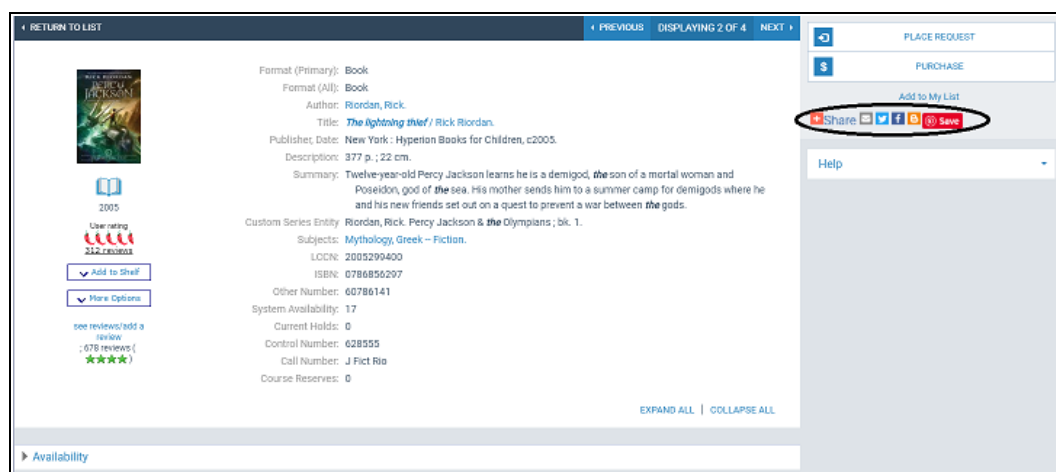 RETURN TO LIST
PREVIOUS DISPLAYING 2 OF 4 NEXT
RICK RIORDAN
PERCY
JACKSON
2005
User rating
312 reviews
Add to Shelf
More Options
see reviews/add a
review
; 678 reviews (
)
Format (Primary): Book
Format (All): Book
Author: Riordan, Rick.
Title: The lightning thief / Rick Riordan.
Publisher, Date: New York : Hyperion Books for Children, c2005.
Description: 377 p. ; 22 cm.
Summary: Twelve-year-old Percy Jackson learns he is a demigod, the son of a mortal woman and
Poseidon, god of the sea. His mother sends him to a summer camp for demigods where he
and his new friends set out on a quest to prevent a war between the gods.
Custom Series Entity Riordan, Rick. Percy Jackson & the Olympians ; bk. 1.
Subjects: Mythology, Greek -- Fiction.
LCCN: 2005299400
ISBN: 0786856297
Other Number: 60786141
System Availability: 17
Current Holds: 0
Control Number: 628555
Call Number: J Fict Rio
Course Reserves: 0
EXPAND ALL | COLLAPSE ALL
Availability
PLACE REQUEST
$ PURCHASE
Add to My List
Share Save
Help